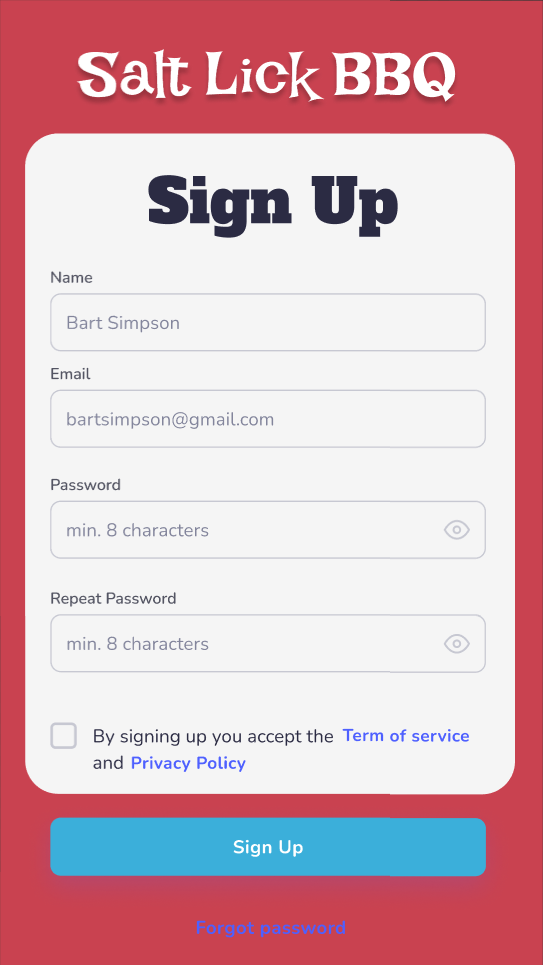 Salt Lick BBQ
Sign Up
Name
Bart Simpson
Email
bartsimpson@gmail.com
Password
min. 8 characters
Repeat Password
min. 8 characters
By signing up you accept the Term of service
and Privacy Policy
Sign Up
Forgot password